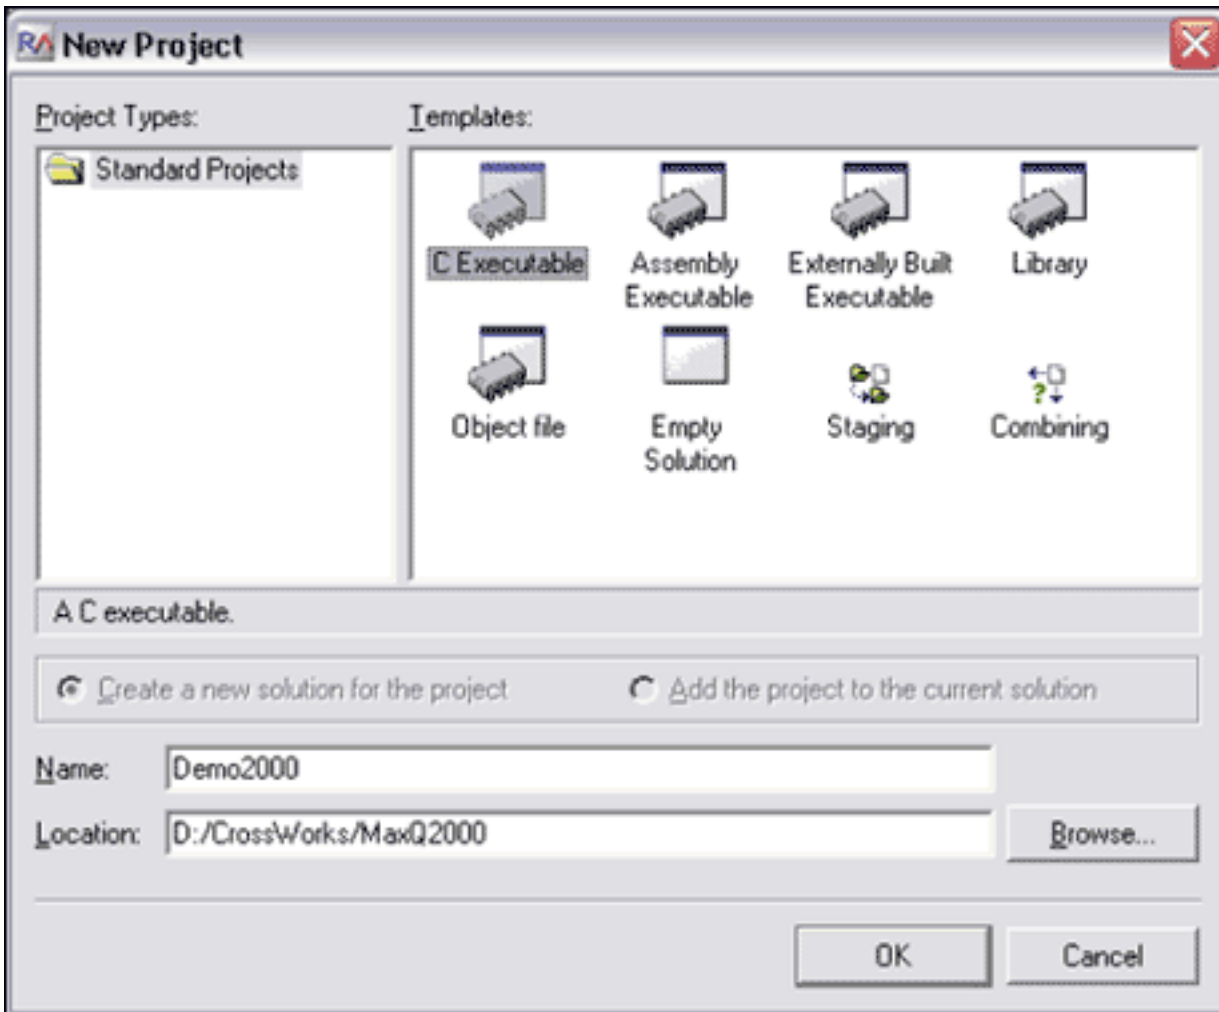 RA New Project
Project Types:
Templates:
Standard Projects
C Executable
Assembly
Executable
Externally Built
Executable
Library
Object file
Empty
Solution
Staging
Combining
A C executable.
Create a new solution for the project
Add the project to the current solution
Name:
Demo2000
Location:
D:/CrossWorks/MaxQ2000
Browse...
OK
Cancel